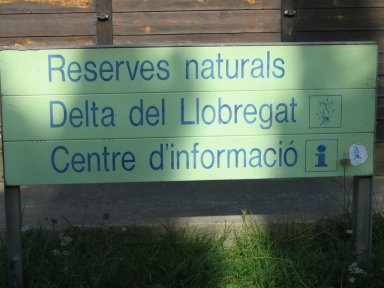 Reserves naturals
Delta del Llobregat
Centre d'informació i